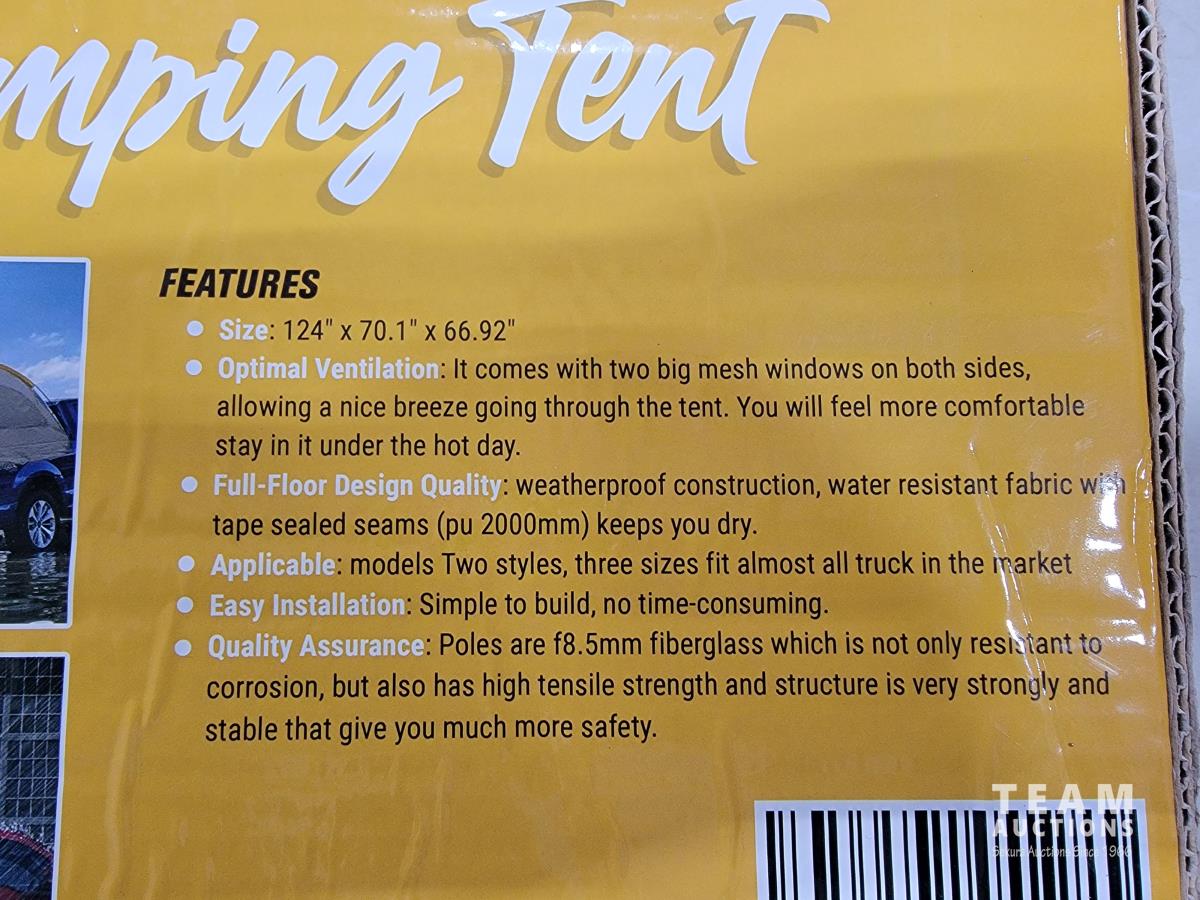 mping Tent
FEATURES
Size: 124" x 70.1" x 66.92"
Optimal Ventilation: It comes with two big mesh windows on both sides,
allowing a nice breeze going through the tent. You will feel more comfortable
stay in it under the hot day.
Full-Floor Design Quality: weatherproof construction, water resistant fabric with
tape sealed seams (pu 2000mm) keeps you dry.
Applicable: models Two styles, three sizes fit almost all truck in the market
Easy Installation: Simple to build, no time-consuming.
Quality Assurance: Poles are f8.5mm fiberglass which is not only resistant to
corrosion, but also has high tensile strength and structure is very strongly and
stable that give you much more safety.
TEAM
AUCTIONS
Auctions Since 1966